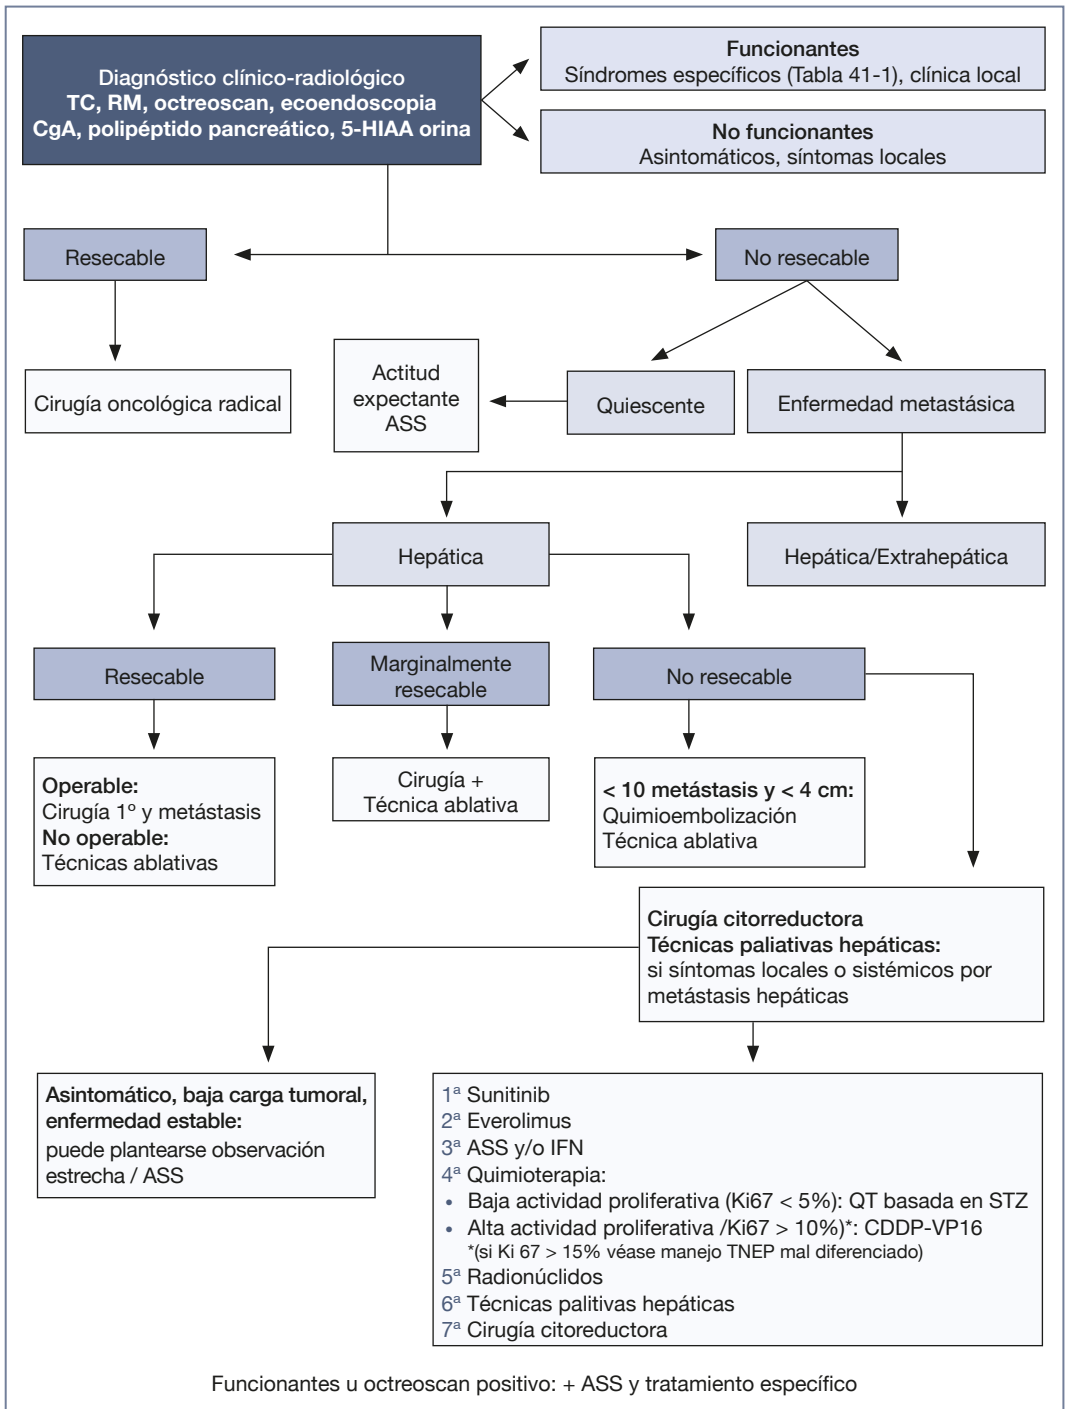 Diagnóstico clínico-radiológico
TC, RM, octreoscan, ecoendoscopia
CgA, polipéptido pancreático, 5-HIAA orina
Funcionantes
Síndromes específicos (Tabla 41-1), clínica local
No funcionantes
Asintomáticos, síntomas locales
Resecable
No resecable
Cirugía oncológica radical
Actitud
expectante
ASS
Quiescente
Enfermedad metastásica
Hepática
Hepática/Extrahepática
Resecable
Marginalmente
resecable
No resecable
Operable:
Cirugía 1º y metástasis
No operable:
Técnicas ablativas
Cirugía +
Técnica ablativa
< 10 metástasis y < 4 cm:
Quimioembolización
Técnica ablativa
Cirugía citorreductora
Técnicas paliativas hepáticas:
si síntomas locales o sistémicos por
metástasis hepáticas
Asintomático, baja carga tumoral,
enfermedad estable:
puede plantearse observación
estrecha / ASS
1ª Sunitinib
2ª Everolimus
3ª ASS y/o IFN
4ª Quimioterapia:
• Baja actividad proliferativa (Ki67 < 5%): QT basada en STZ
• Alta actividad proliferativa /Ki67 > 10%)*: CDDP-VP16
*(si Ki 67 > 15% véase manejo TNEP mal diferenciado)
5ª Radionúclidos
6ª Técnicas palitivas hepáticas
7ª Cirugía citoreductora
Funcionantes u octreoscan positivo: + ASS y tratamiento específico